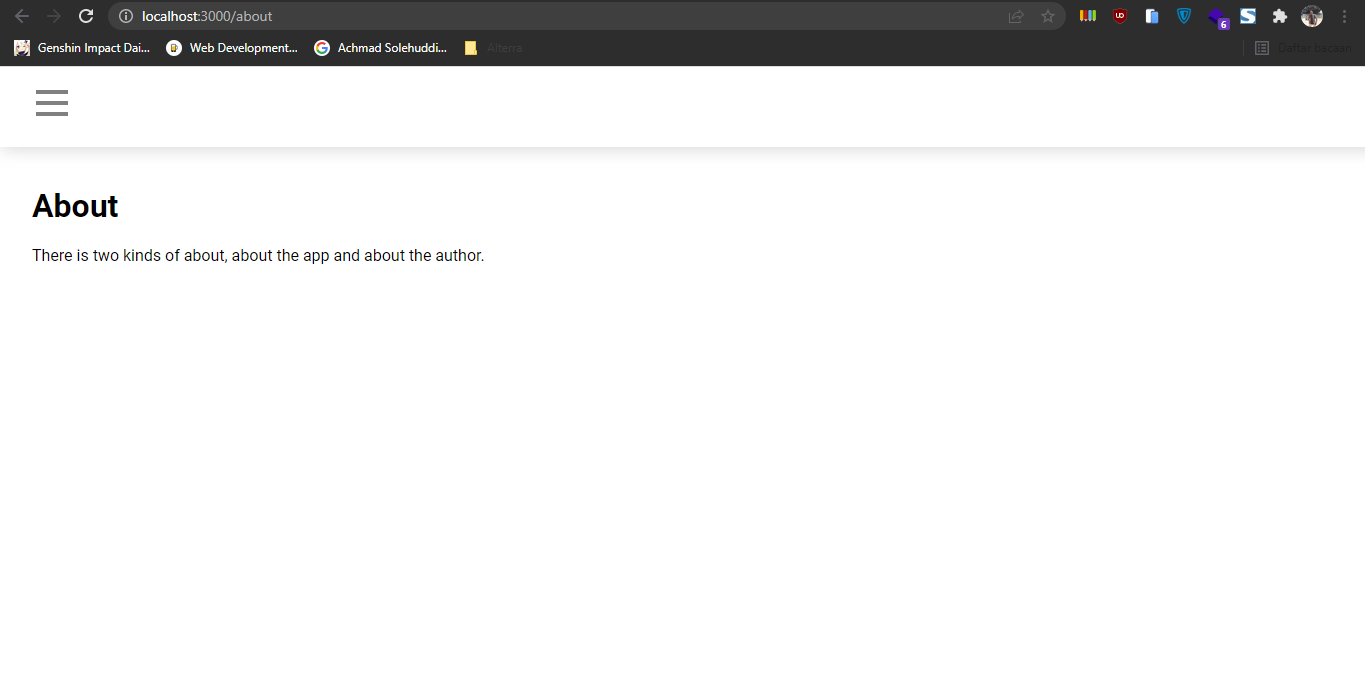 localhost:3000/about
Genshin Impact Dai... Web Development... Achmad Solehuddi... Alterra Daftar bacaan
6
About
There is two kinds of about, about the app and about the author.